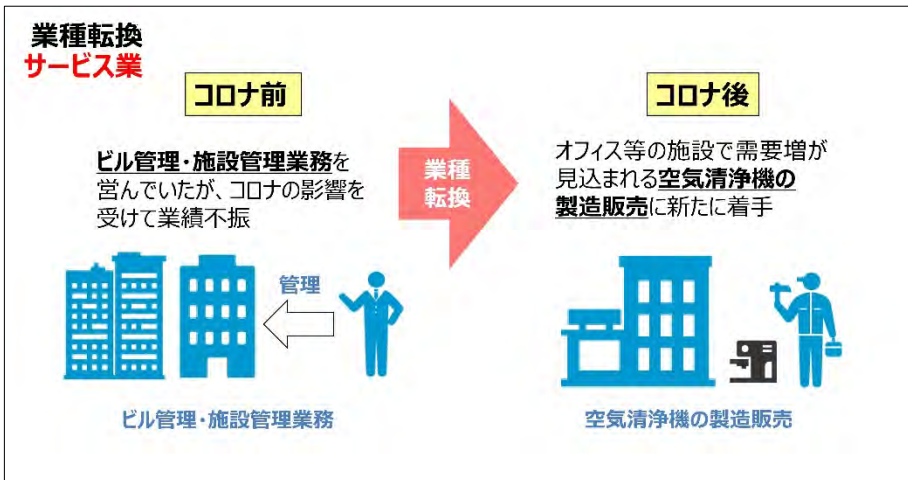 業種転換
サービス業
コロナ前
ビル管理・施設管理業務を
営んでいたが、コロナの影響を
受けて業績不振
管理
ビル管理・施設管理業務
業種
転換
コロナ後
オフィス等の施設で需要増が
見込まれる空気清浄機の
製造販売に新たに着手
空気清浄機の製造販売